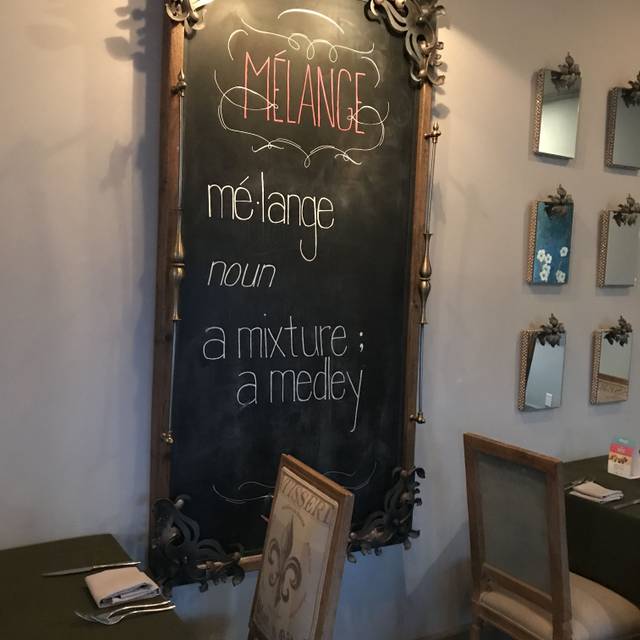 MÉLANGE
mé·lange
noun
a mixture ;
a medley